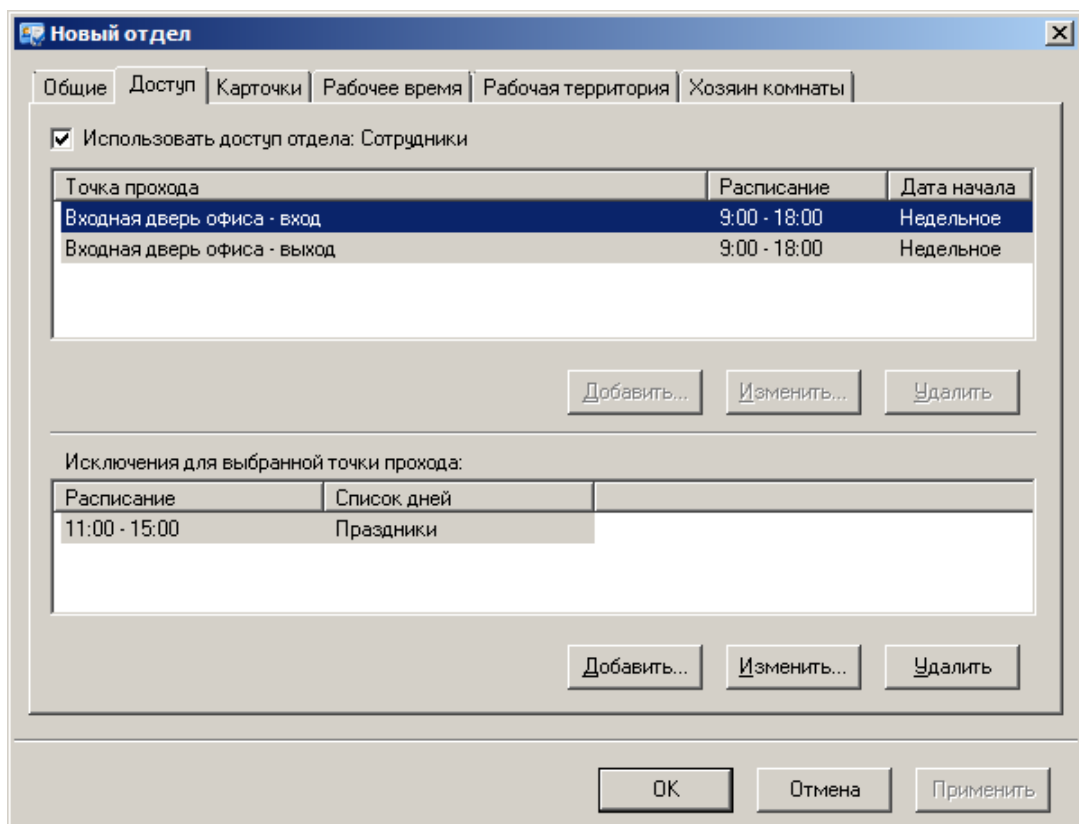 Новый отдел
Общие Доступ Карточки Рабочее время Рабочая территория Хозяин комнаты
Использовать доступ отдела: Сотрудники
Точка прохода Расписание Дата начала
Входная дверь офиса - вход 9:00 - 18:00 Недельное
Входная дверь офиса - выход 9:00 - 18:00 Недельное
Добавить... Изменить... Удалить
Исключения для выбранной точки прохода:
Расписание Список дней
11:00 - 15:00 Праздники
Добавить... Изменить... Удалить
OK Отмена Применить